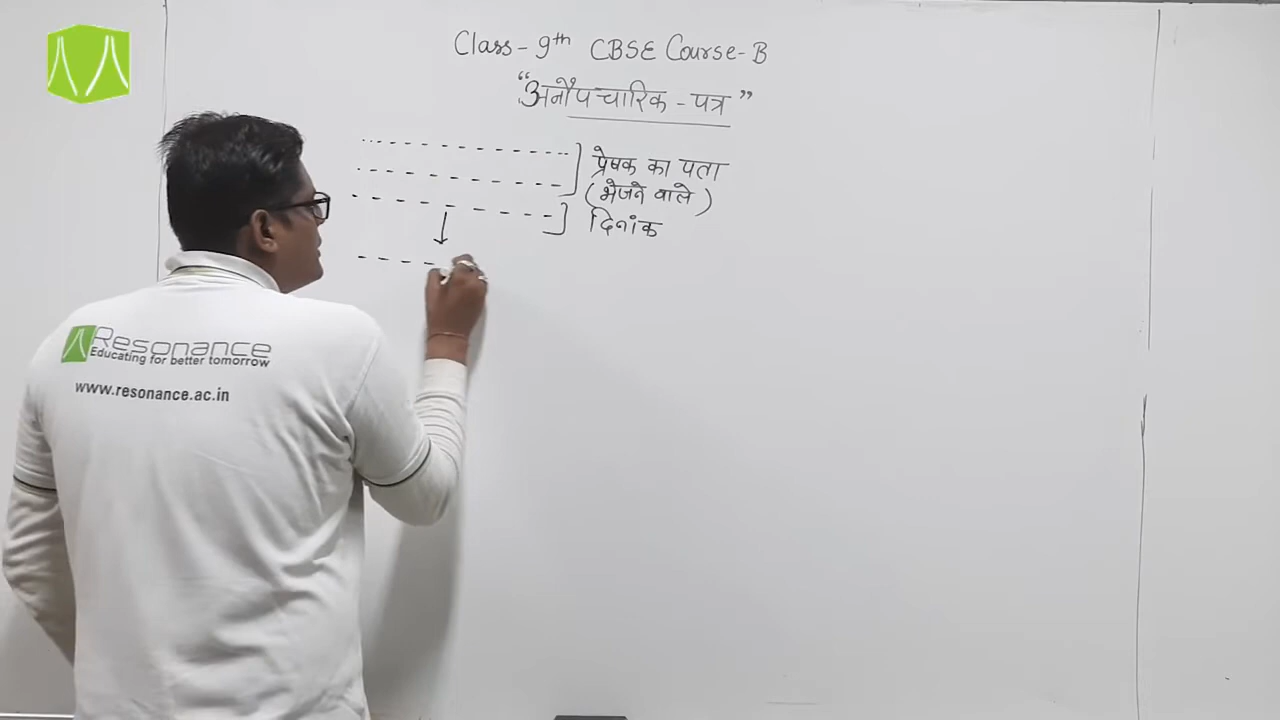 Class- 9th CBSE Course-B
"अनौपचारिक - पत्र"
प्रेषक का पता
(भेजने वाले)
दिनांक
Resonance
Educating for better tomorrow
www.resonance.ac.in